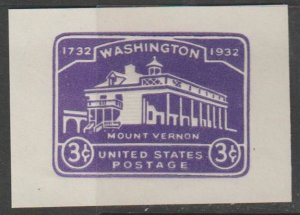 1732 1932
WASHINGTON
MOUNT VERNON
3¢ UNITED STATES 3¢
POSTAGE